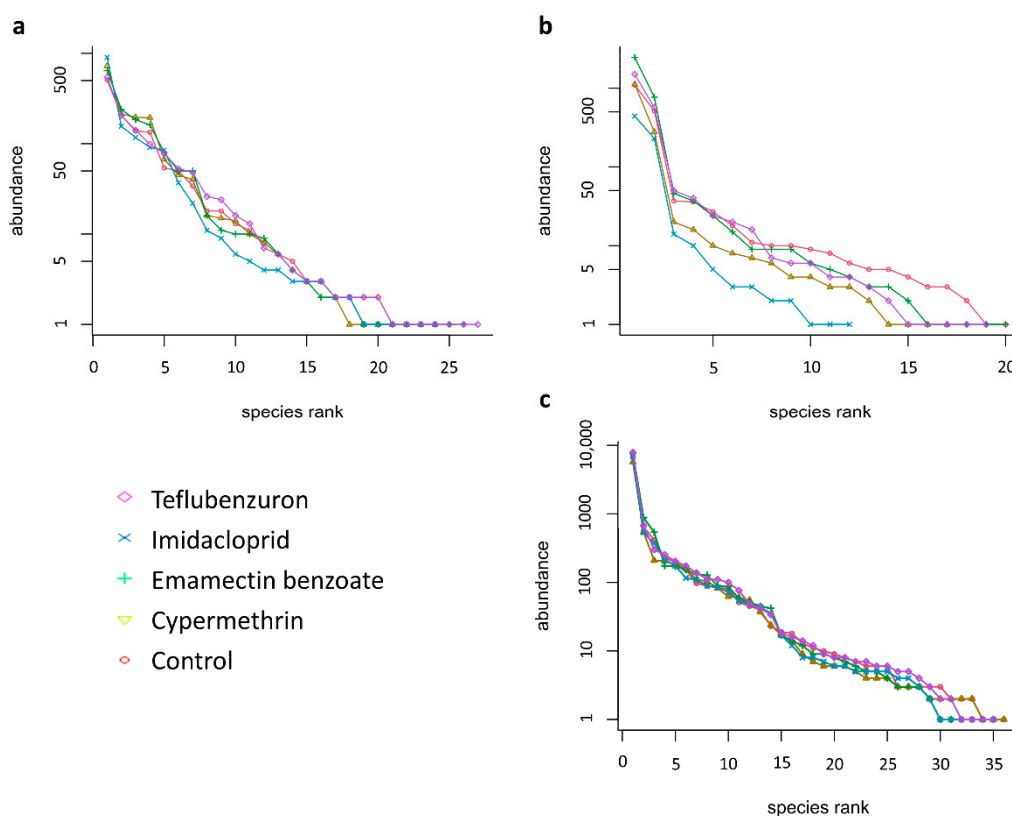 a
abundance
500
50
5
1
0 5 10 15 20 25
species rank
b
abundance
500
50
5
1
5 10 15 20
species rank
c
abundance
10,000
1000
100
10
1
0 5 10 15 20 25 30 35
species rank
Teflubenzuron
Imidacloprid
Emamectin benzoate
Cypermethrin
Control